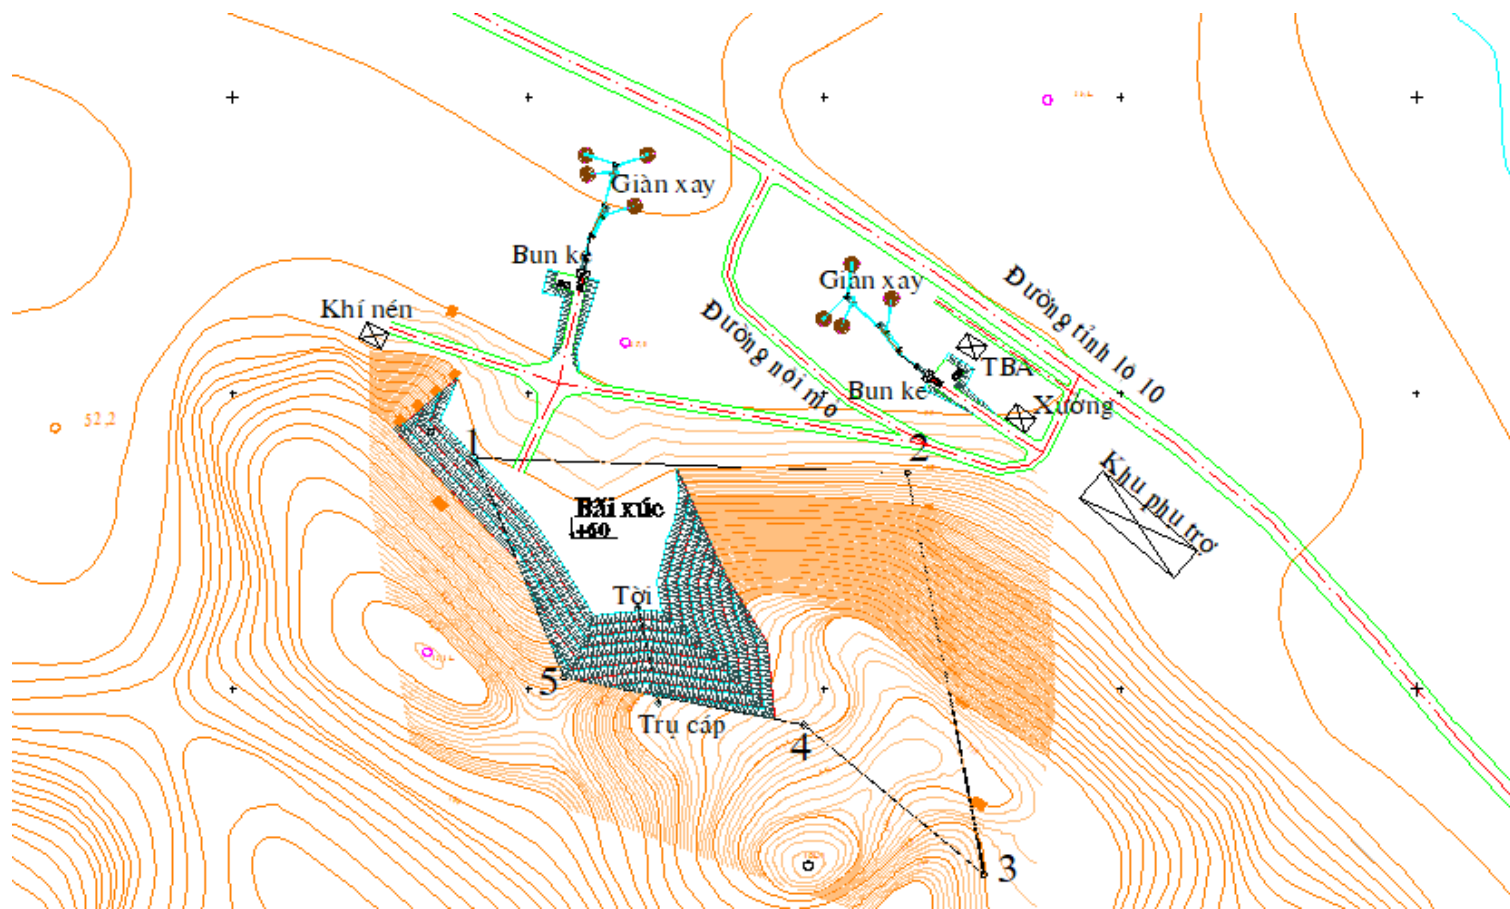 Giàn xay
Bun ke
Giàn xay
Đường tỉnh lộ 10
Khí nén
Đường nội mỏ
TBA
Bun ke
Xưởng
52.2
1
2
Khu phụ trợ
Bãi xúc
+60
Tời
5
Trụ cáp
4
3